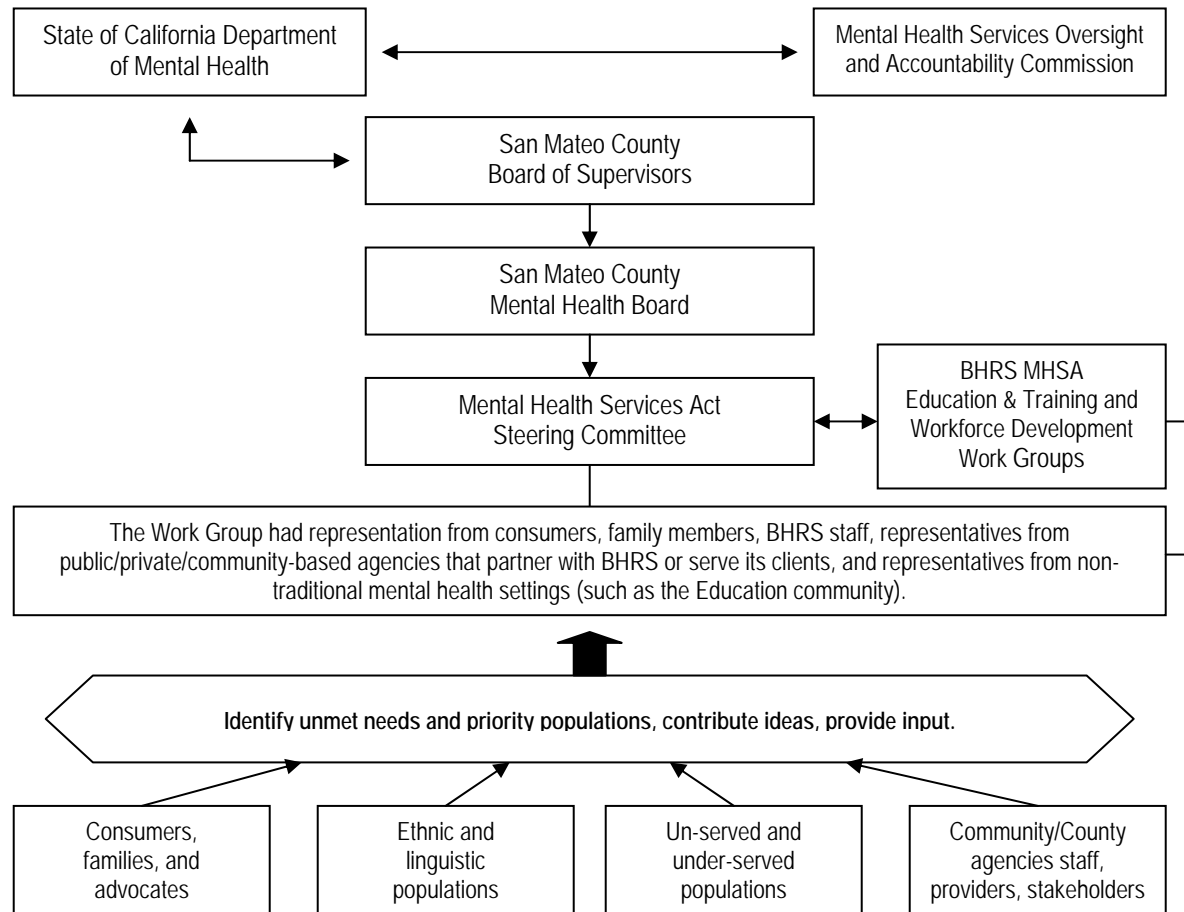 State of California Department
of Mental Health
Mental Health Services Oversight
and Accountability Commission
San Mateo County
Board of Supervisors
San Mateo County
Mental Health Board
Mental Health Services Act
Steering Committee
BHRS MHSA
Education & Training and
Workforce Development
Work Groups
The Work Group had representation from consumers, family members, BHRS staff, representatives from
public/private/community-based agencies that partner with BHRS or serve its clients, and representatives from non-
traditional mental health settings (such as the Education community).
Identify unmet needs and priority populations, contribute ideas, provide input.
Consumers,
families, and
advocates
Ethnic and
linguistic
populations
Un-served and
under-served
populations
Community/County
agencies staff,
providers, stakeholders